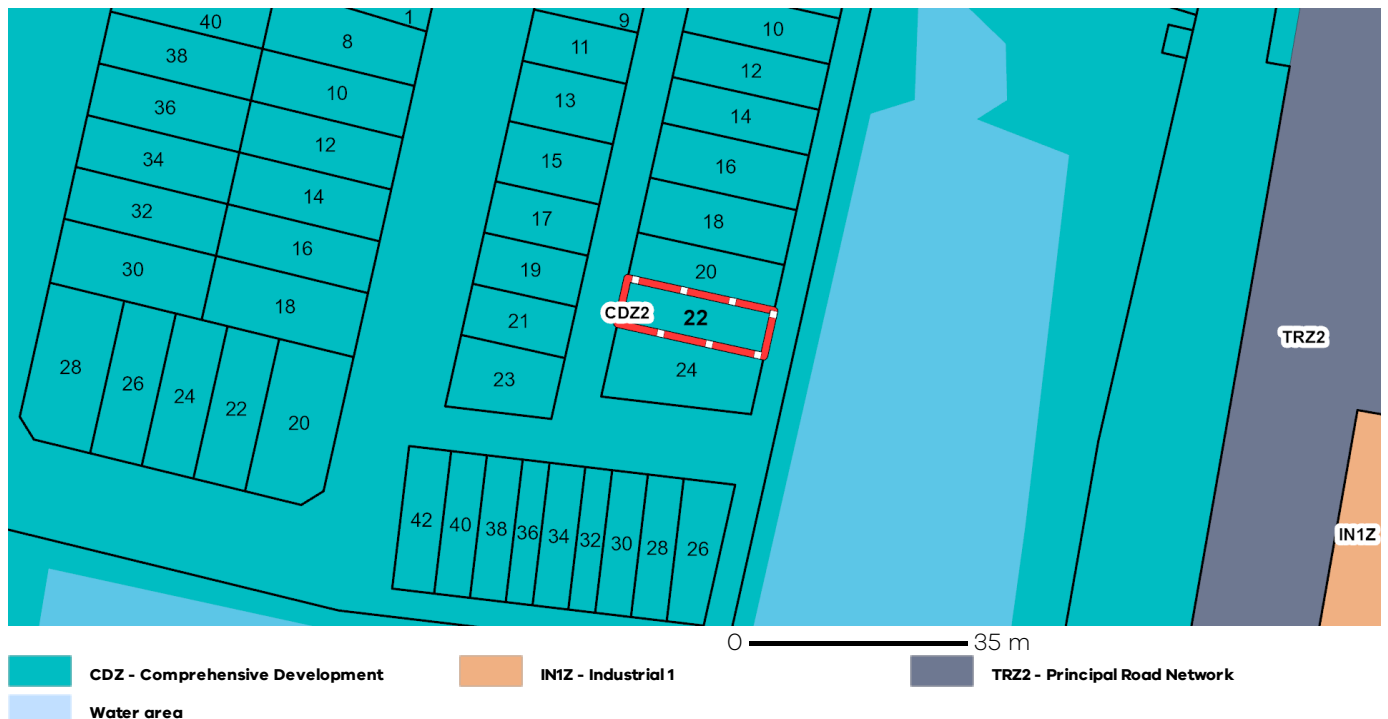 40 1 9 10
38 8 11 12
36 10 13 14
34 12 15 16
32 14 17 18
30 16 19 20
18 21 CDZ2 22 TRZ2
28 26 24 22 20 23 24
42 40 38 36 34 32 30 28 26 IN1Z
0 35 m
CDZ - Comprehensive Development IN1Z - Industrial 1 TRZ2 - Principal Road Network
Water area